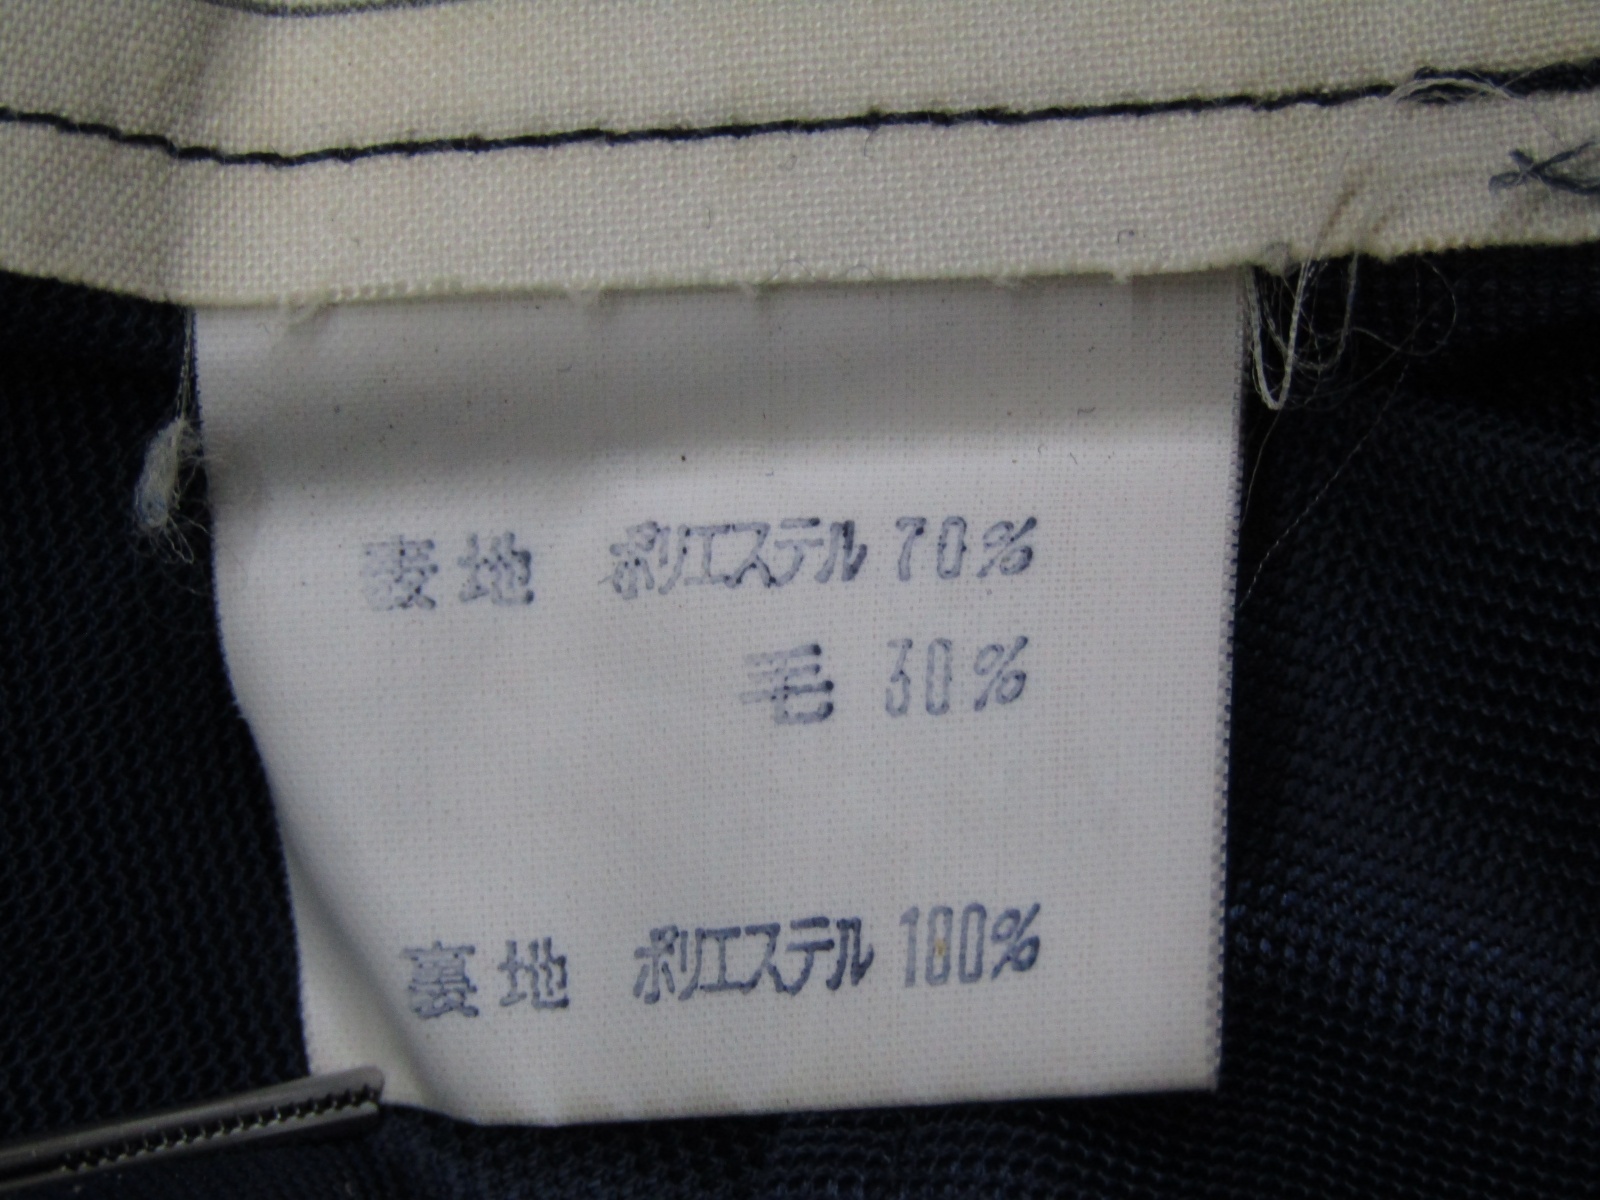 表地 ポリエステル 70%
毛 30%
裏地 ポリエステル 100%